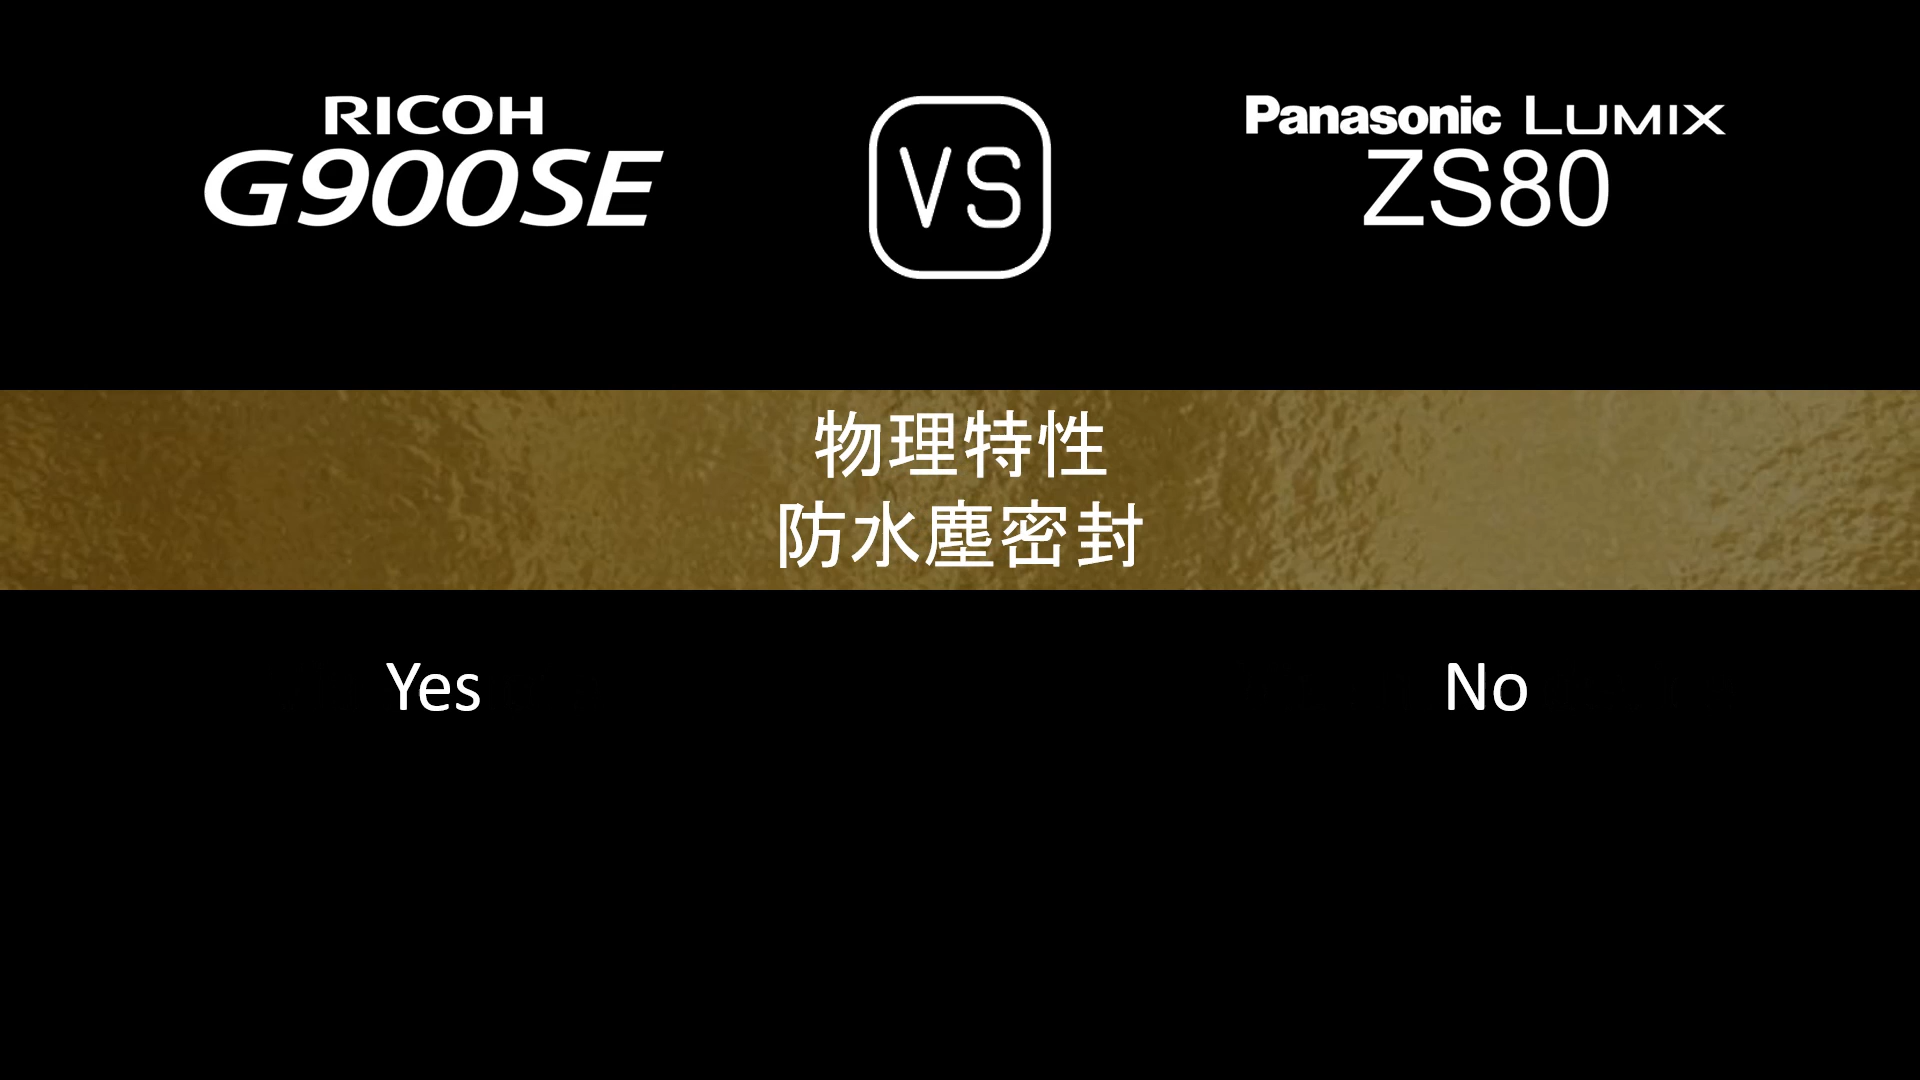 RICOH
G900SE
VS
Panasonic LUMIX
ZS80
物理特性
防水塵密封
Yes
No